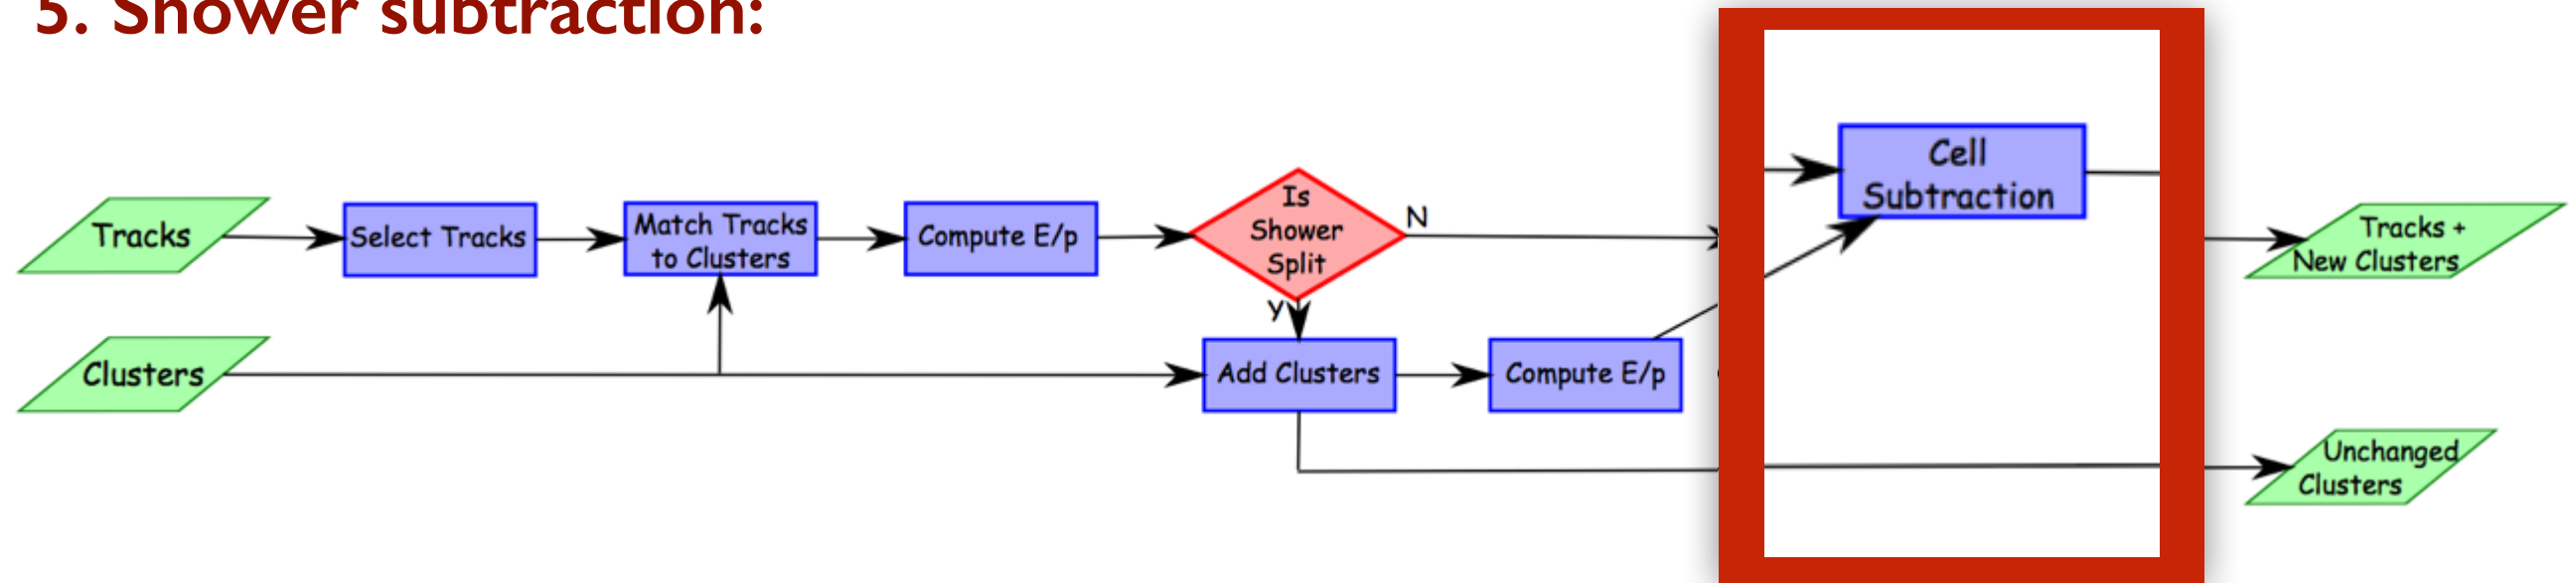 5. Shower subtraction:
Tracks
Select Tracks
Match Tracks
to Clusters
Compute E/p
Is
Shower
Split
N
Y
Cell
Subtraction
Tracks +
New Clusters
Clusters
Add Clusters
Compute E/p
Unchanged
Clusters